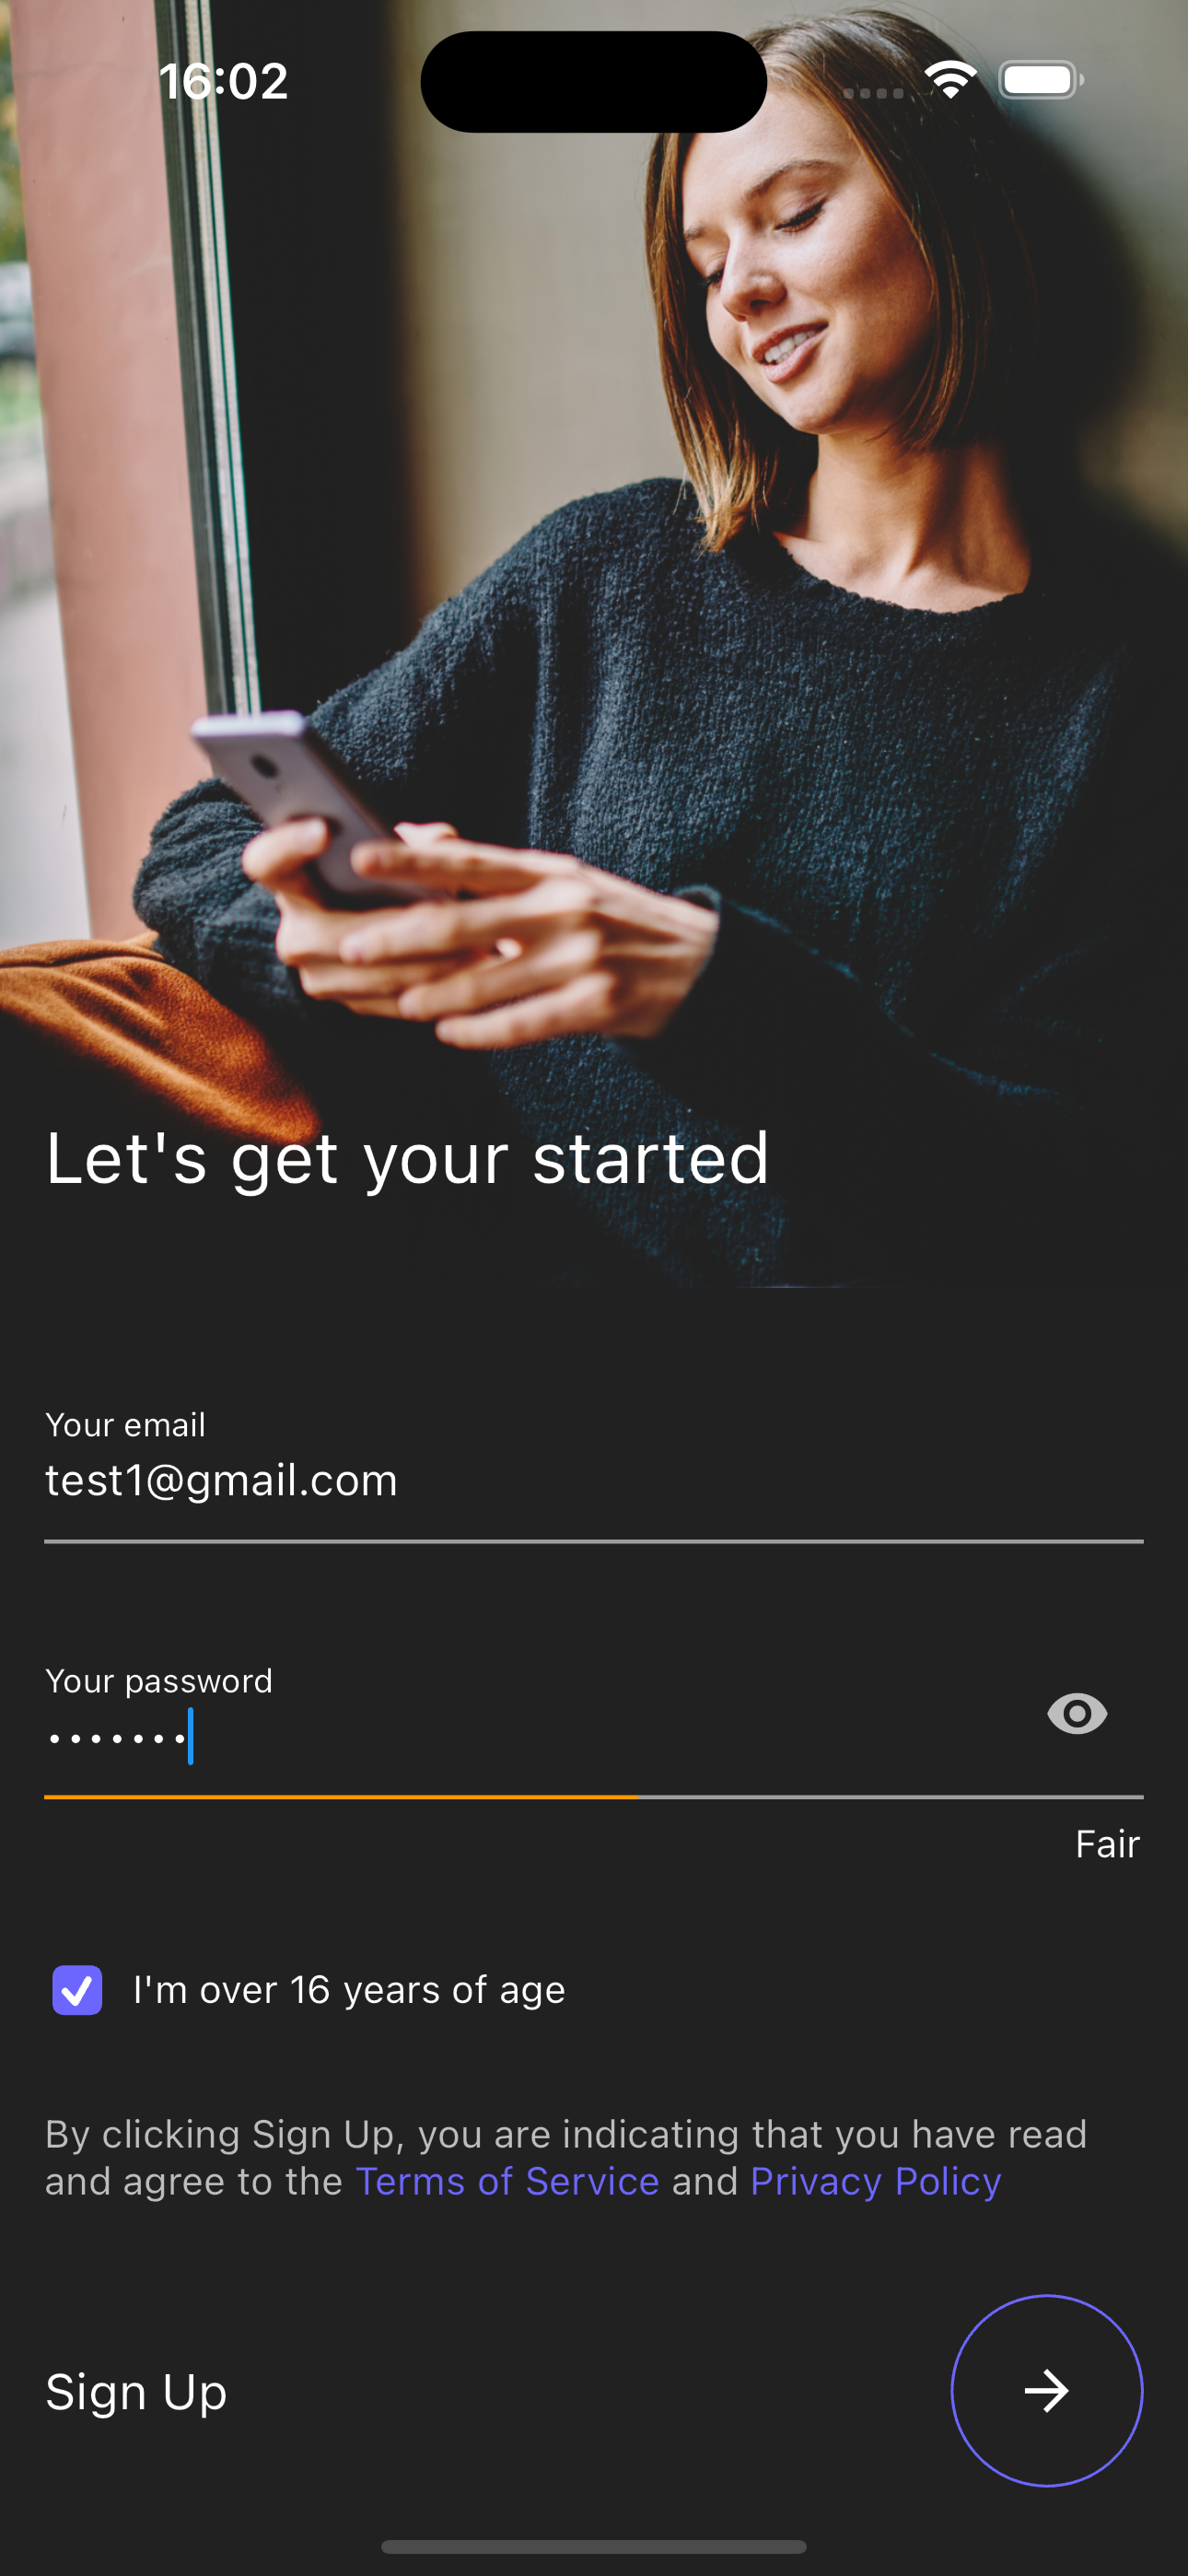 16:02
Let's get your started
Your email
test1@gmail.com
Your password
•••••••
Fair
I'm over 16 years of age
By clicking Sign Up, you are indicating that you have read
and agree to the Terms of Service and Privacy Policy
Sign Up